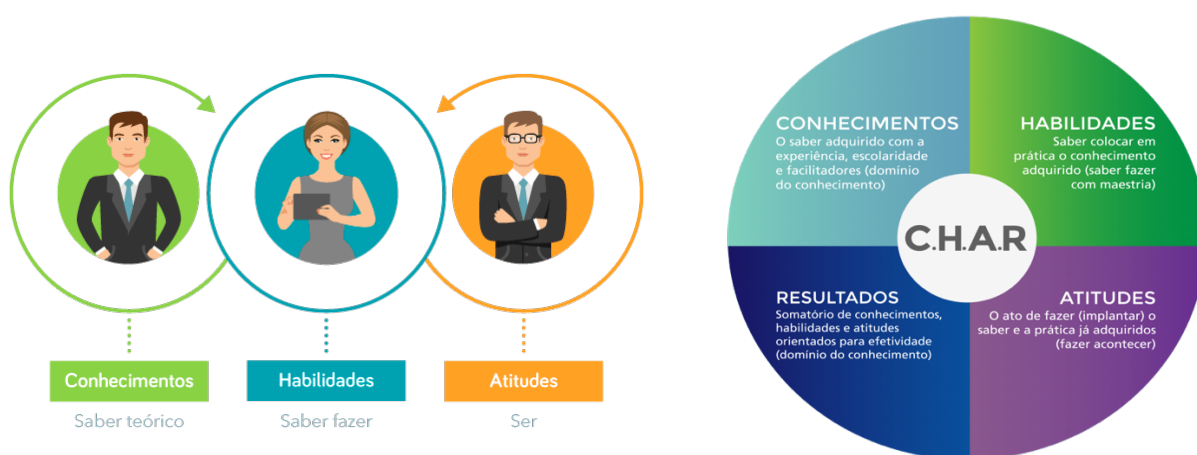 Conhecimentos
Saber teórico
Habilidades
Saber fazer
Atitudes
Ser
CONHECIMENTOS
O saber adquirido com a
experiência, escolaridade
e facilitadores (domínio
do conhecimento)
HABILIDADES
Saber colocar em
prática o conhecimento
adquirido (saber fazer
com maestria)
C.H.A.R
RESULTADOS
Somatório de conhecimentos,
habilidades e atitudes
orientados para efetividade
(domínio do conhecimento)
ATITUDES
O ato de fazer (implantar) o
saber e a prática já adquiridos
(fazer acontecer)